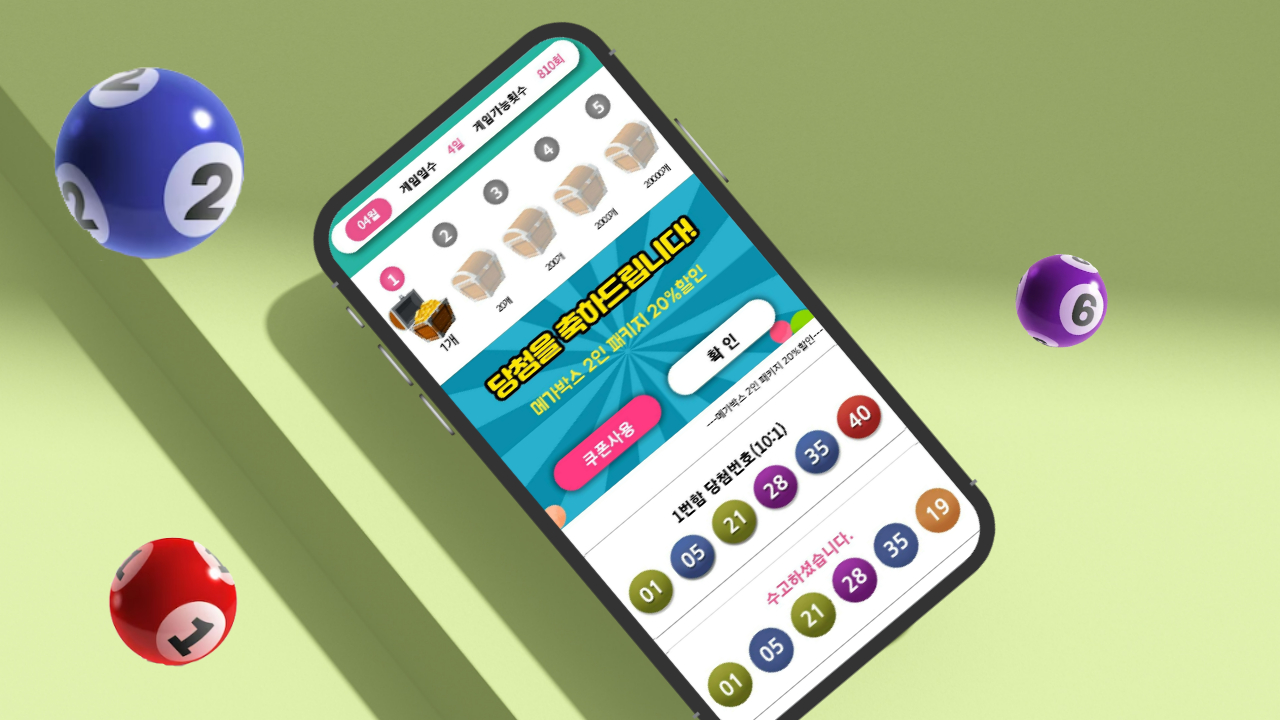 04월 게임일수 4일 게임가능횟수 810회
1 2 3 4 5
1개 20개 200개 2000개 20000개
당첨을 축하드립니다!
메가박스 2인 패키지 20%할인
쿠폰사용 확 인
---메가박스 2인 패키지 20%할인---
1번함 당첨번호(10:1)
01 05 21 28 35 40
수고하셨습니다.
01 05 21 28 35 19
2
2
2
6
1